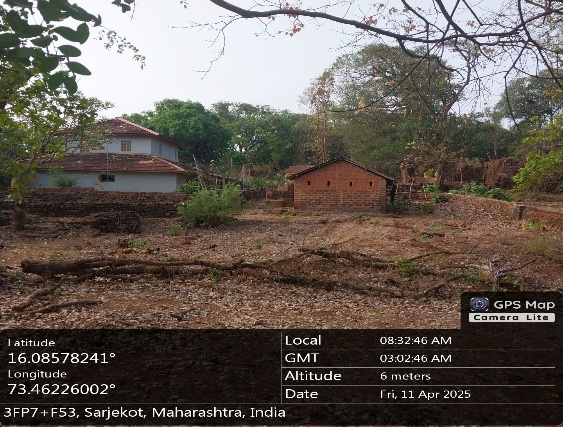 GPS Map
Camera Lite
Latitude
16.08578241°
Longitude
73.46226002°
Local 08:32:46 AM
GMT 03:02:46 AM
Altitude 6 meters
Date Fri, 11 Apr 2025
3FP7+F53, Sarjekot, Maharashtra, India